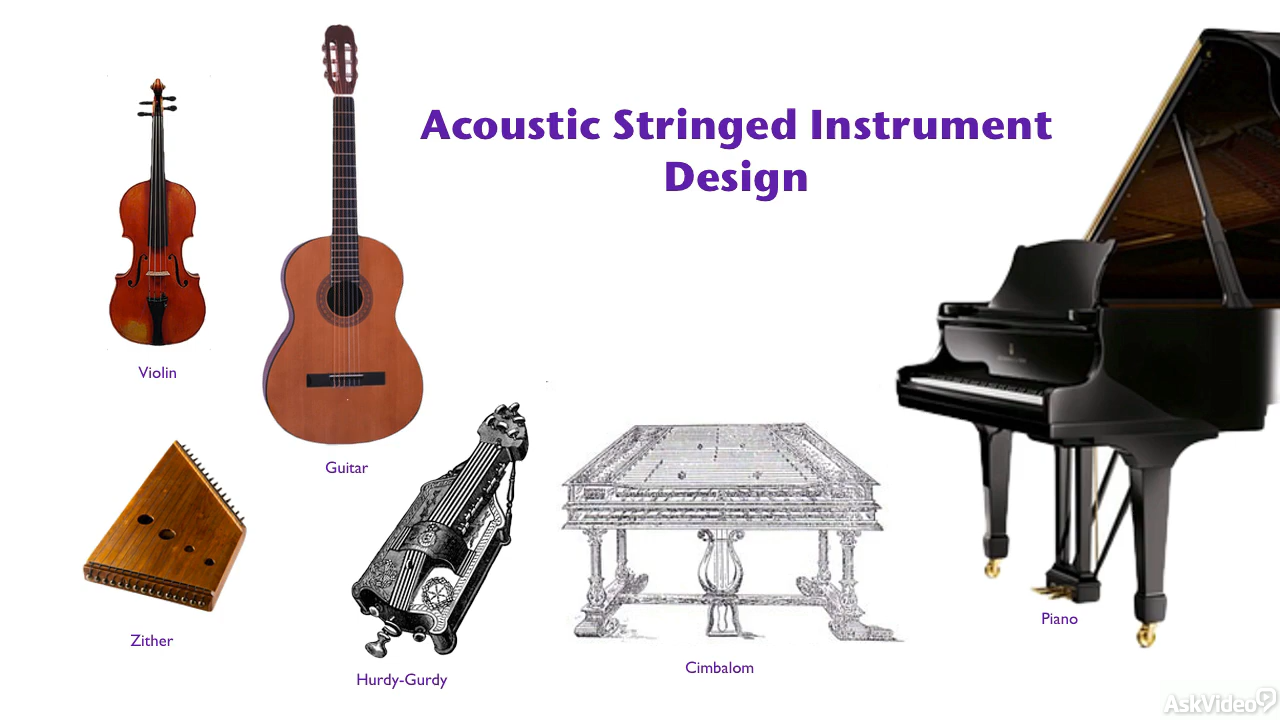 Acoustic Stringed Instrument
Design
Violin
Guitar
Zither
Hurdy-Gurdy
Cimbalom
Piano
AskVideo